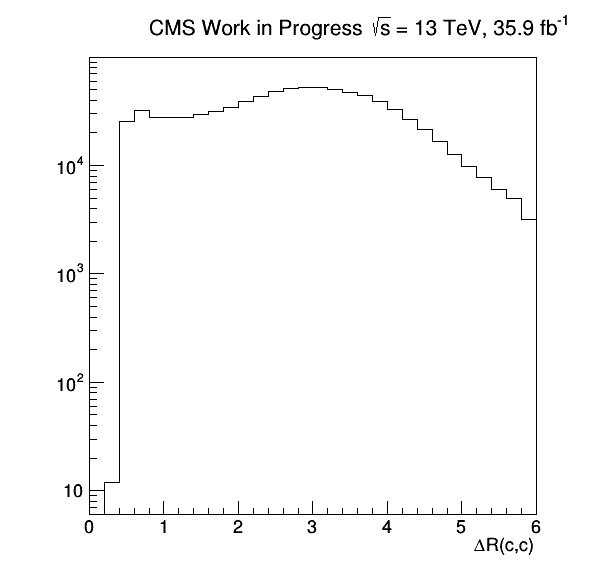 CMS Work in Progress √s = 13 TeV, 35.9 fb⁻¹
10⁴
10³
10²
10
0 1 2 3 4 5 6
ΔR(c,c)